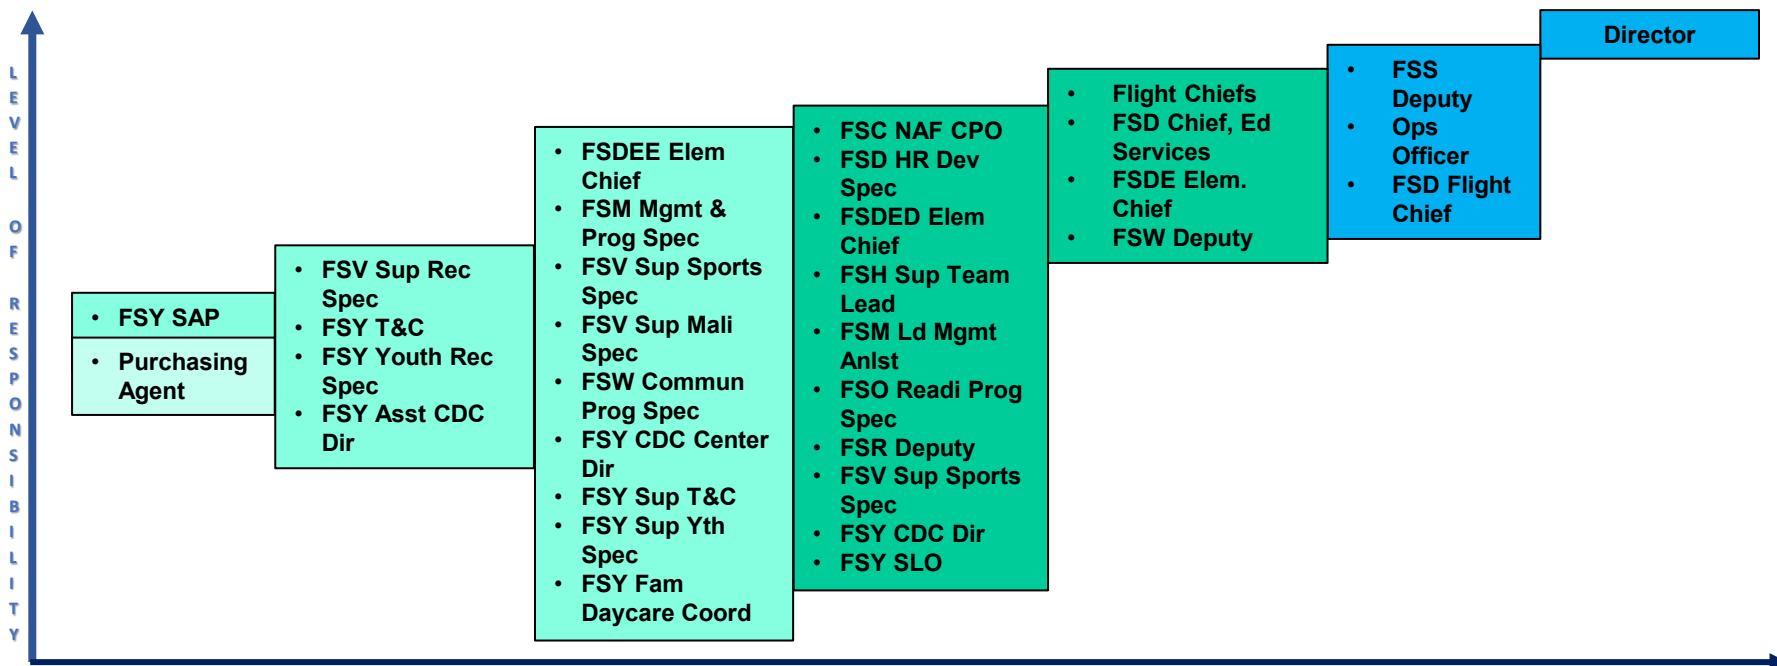 LEVEL OF RESPONSIBILITY
• FSY SAP
• Purchasing
Agent
• FSV Sup Rec
Spec
• FSY T&C
• FSY Youth Rec
Spec
• FSY Asst CDC
Dir
• FSDEE Elem
Chief
• FSM Mgmt &
Prog Spec
• FSV Sup Sports
Spec
• FSV Sup Mali
Spec
• FSW Commun
Prog Spec
• FSY CDC Center
Dir
• FSY Sup T&C
• FSY Sup Yth
Spec
• FSY Fam
Daycare Coord
• FSC NAF CPO
• FSD HR Dev
Spec
• FSDED Elem
Chief
• FSH Sup Team
Lead
• FSM Ld Mgmt
Anlst
• FSO Readi Prog
Spec
• FSR Deputy
• FSV Sup Sports
Spec
• FSY CDC Dir
• FSY SLO
• Flight Chiefs
• FSD Chief, Ed
Services
• FSDE Elem.
Chief
• FSW Deputy
• FSS
Deputy
• Ops
Officer
• FSD Flight
Chief
Director